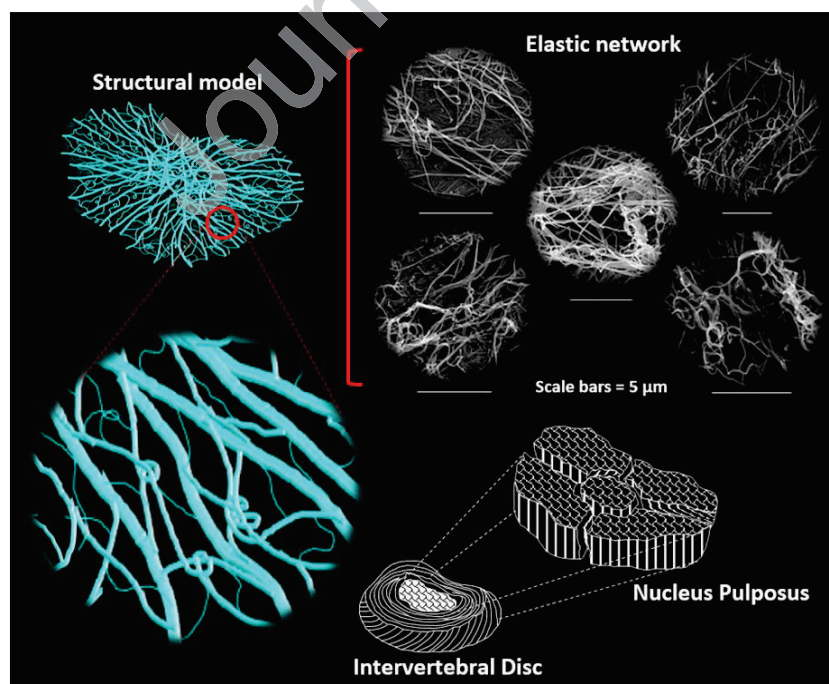 Elastic network
Structural model
Scale bars = 5 μm
Nucleus Pulposus
Intervertebral Disc